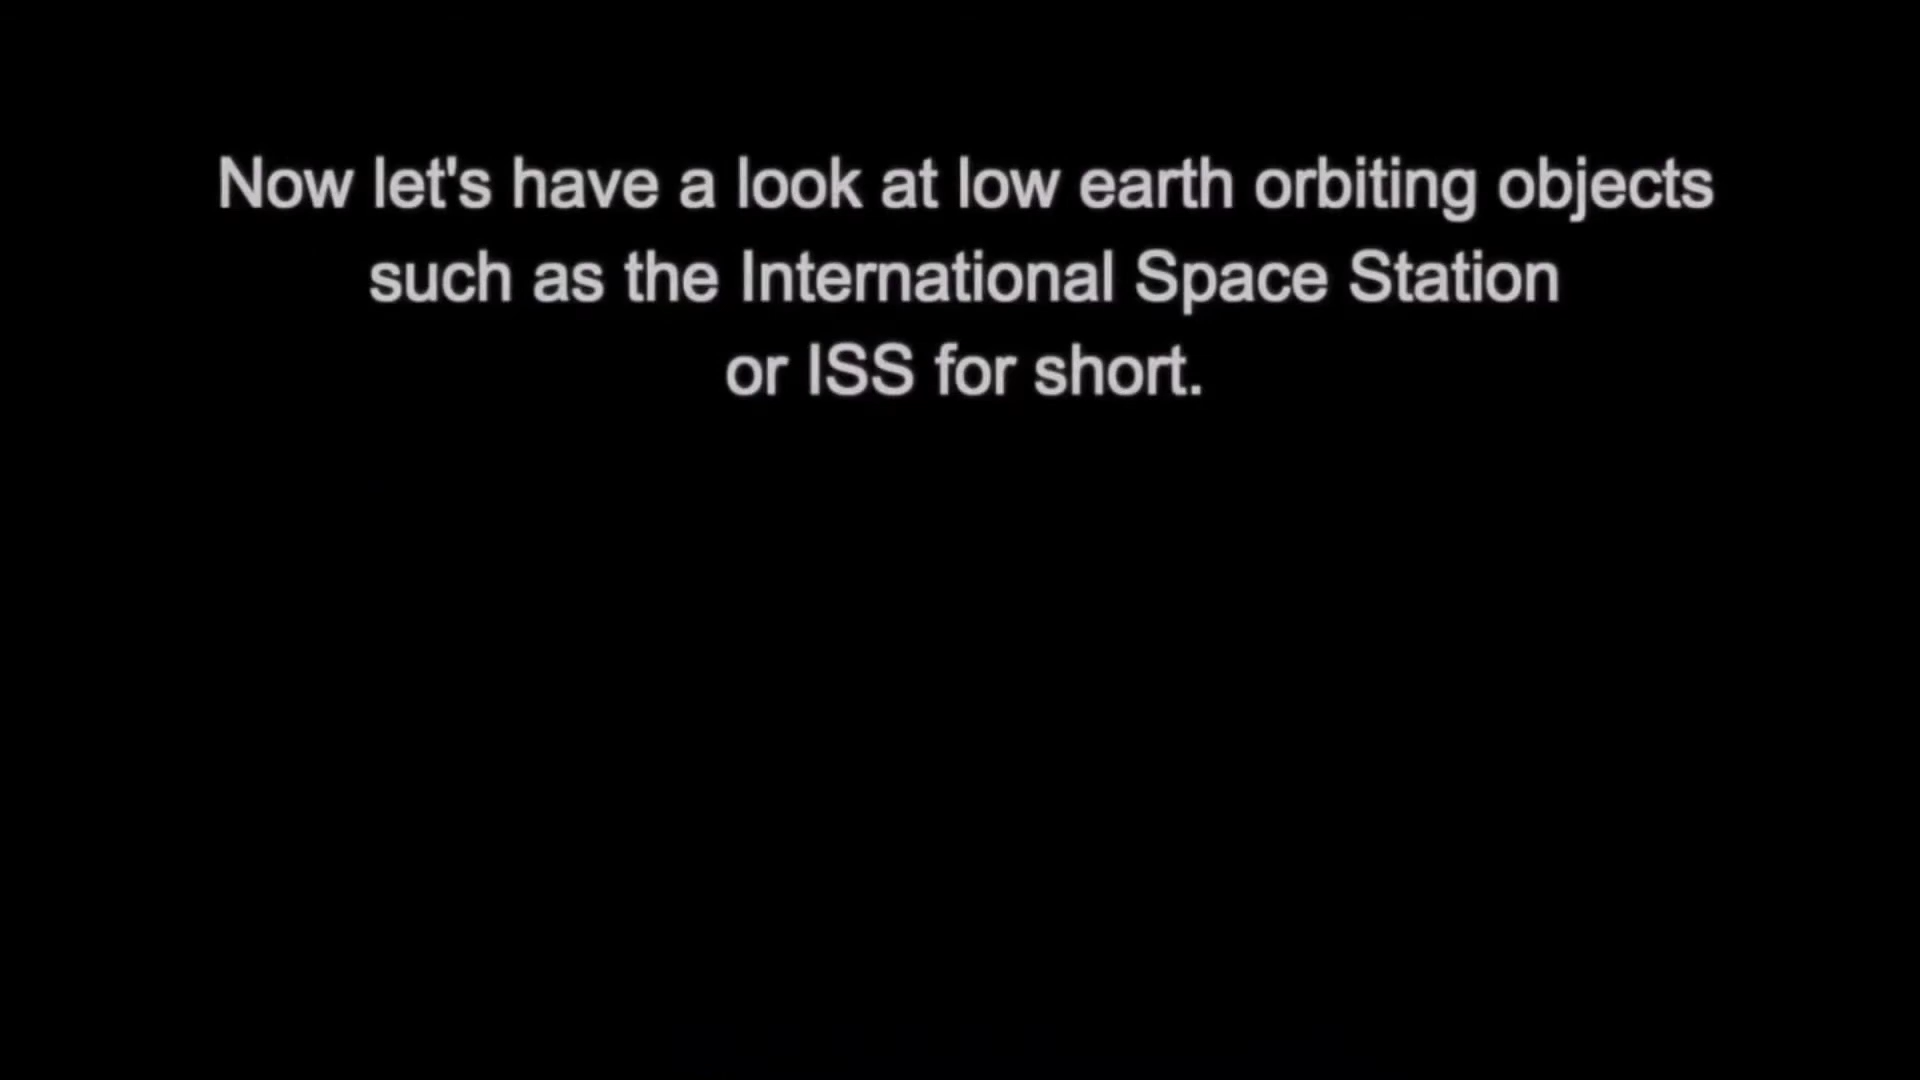 Now let's have a look at low earth orbiting objects
such as the International Space Station
or ISS for short.